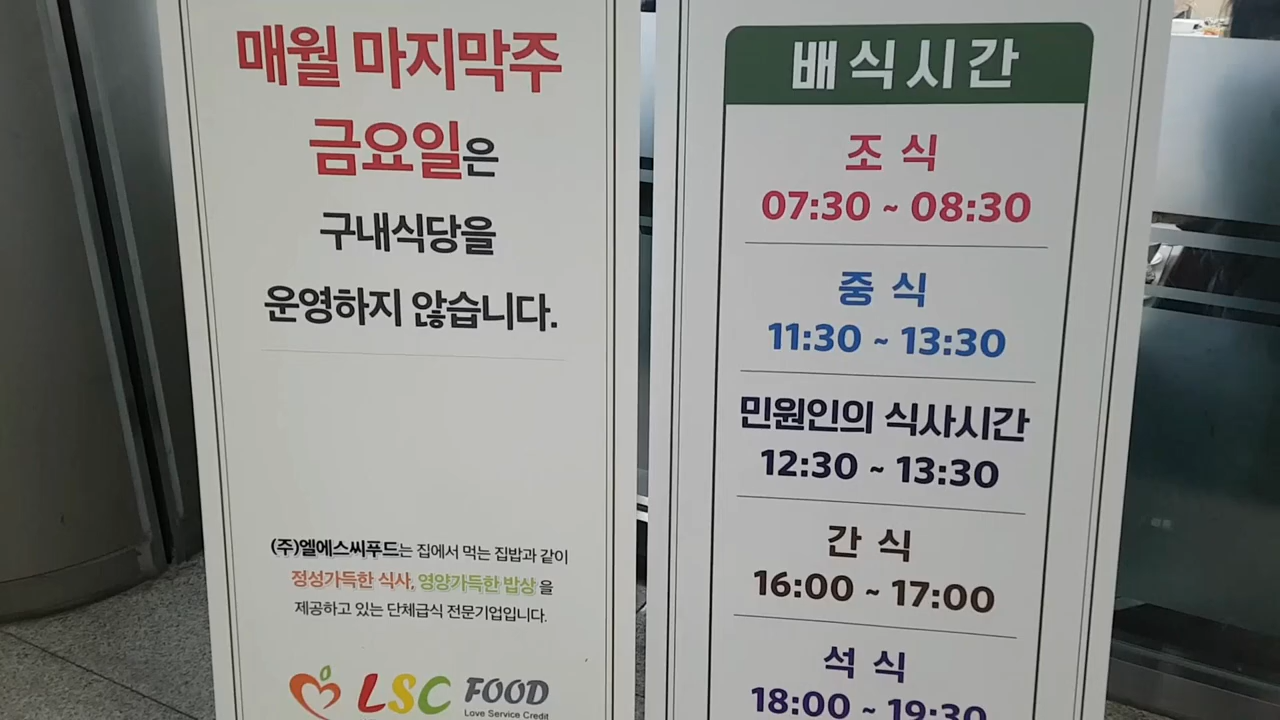 매월 마지막주
금요일은
구내식당을
운영하지 않습니다.
(주)엘에스씨푸드는 집에서 먹는 집밥과 같이
정성가득한 식사, 영양가득한 밥상을
제공하고 있는 단체급식 전문기업입니다.
LSC FOOD
Love Service Credit
배식시간
조식
07:30 ~ 08:30
중식
11:30 ~ 13:30
민원인의 식사시간
12:30 ~ 13:30
간식
16:00 ~ 17:00
석식
18:00 ~ 19:30